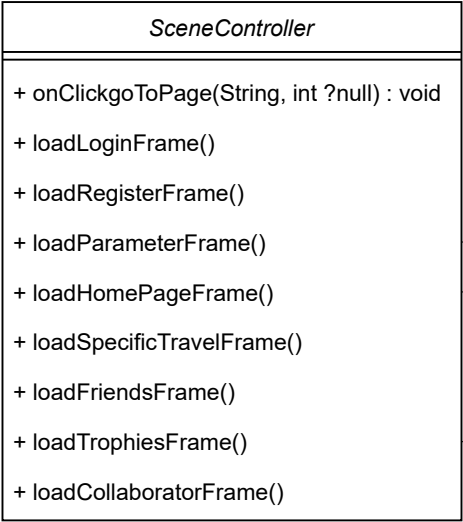 SceneController
+ onClickgoToPage(String, int ?null) : void
+ loadLoginFrame()
+ loadRegisterFrame()
+ loadParameterFrame()
+ loadHomePageFrame()
+ loadSpecificTravelFrame()
+ loadFriendsFrame()
+ loadTrophiesFrame()
+ loadCollaboratorFrame()